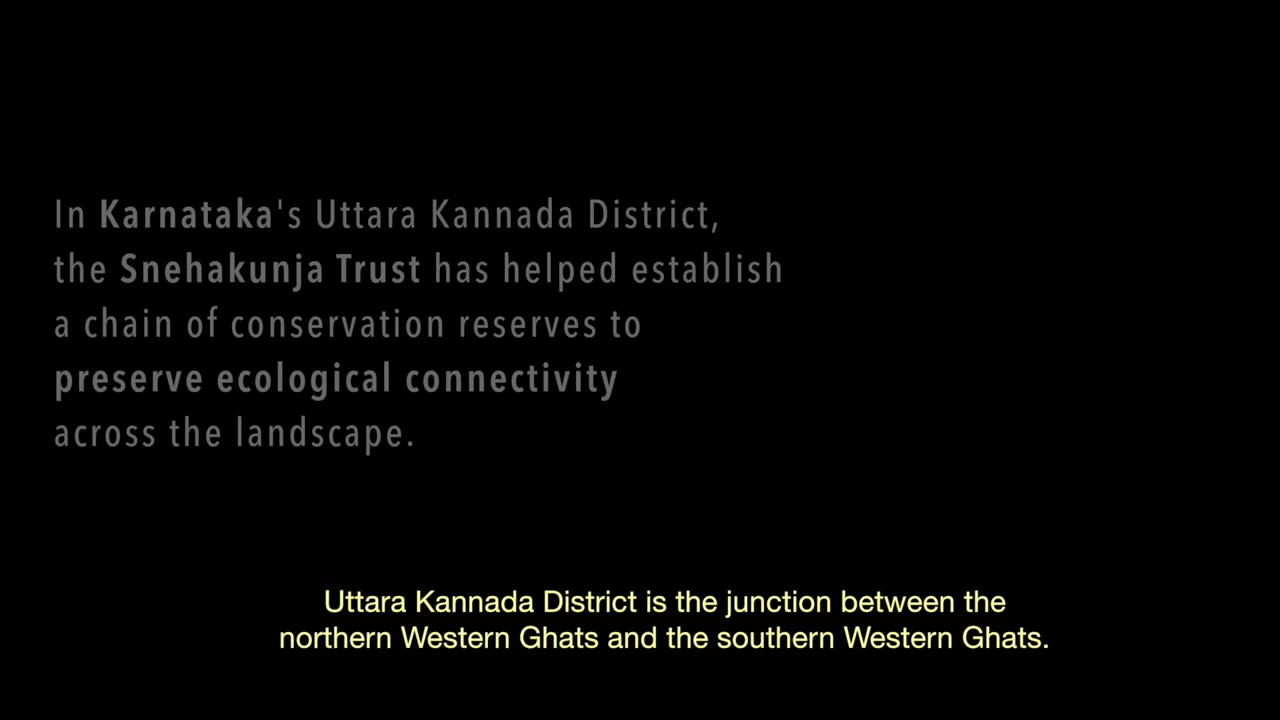 In Karnataka's Uttara Kannada District,
the Snehakunja Trust has helped establish
a chain of conservation reserves to
preserve ecological connectivity
across the landscape.
Uttara Kannada District is the junction between the
northern Western Ghats and the southern Western Ghats.